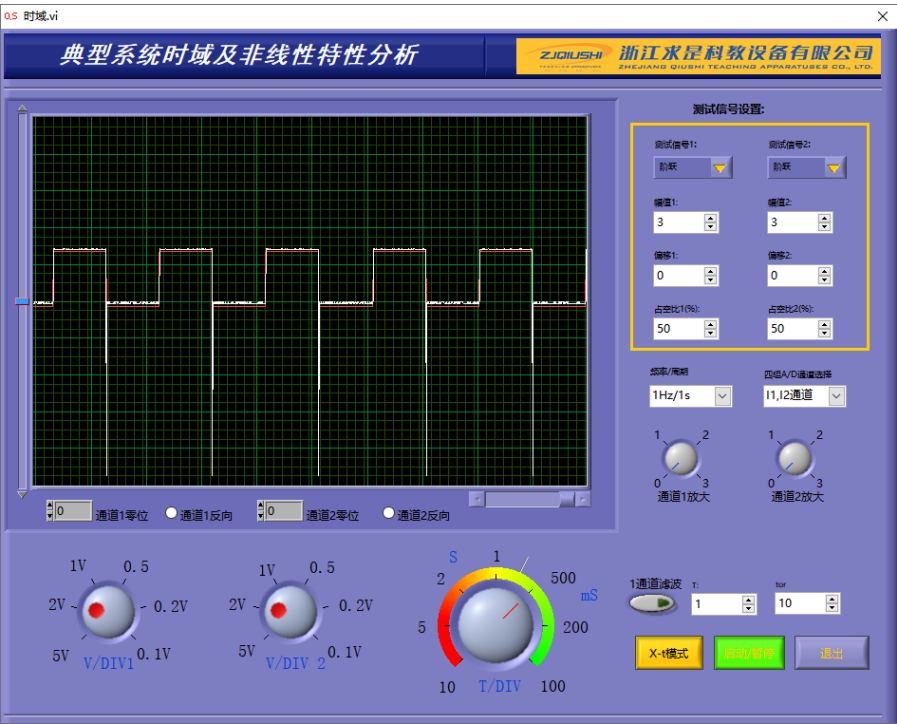 QS 时域.vi
典型系统时域及非线性特性分析
ZJQIUSHI 浙江求是科教设备有限公司
ZHEJIANG QIUSHI TEACHING APPARATUSES CO., LTD.
测试信号设置:
测试信号1: 测试信号2:
阶跃 阶跃
幅值1: 幅值2:
3 3
偏移1: 偏移2:
0 0
占空比1(%): 占空比2(%):
50 50
频率/周期 四组A/D通道选择
1Hz/1s I1,I2通道
1 2 1 2
0 3 0 3
通道1放大 通道2放大
0 通道1零位 通道1反向 0 通道2零位 通道2反向
1V 0.5 1V 0.5 S 1
2V 0.2V 2V 0.2V 2 500 mS
5V 0.1V 5V 0.1V 5 200
V/DIV1 V/DIV 2 10 T/DIV 100
1通道滤波 T: tor
1 10
X-t模式 启动/暂停 退出